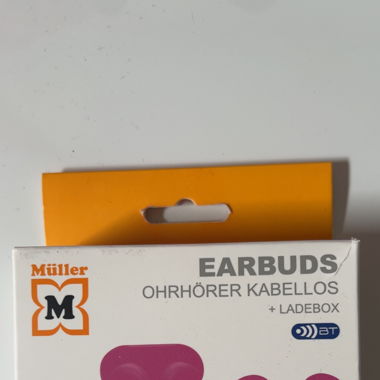 Müller
M
EARBUDS
OHRHÖRER KABELLOS
+ LADEBOX
BT